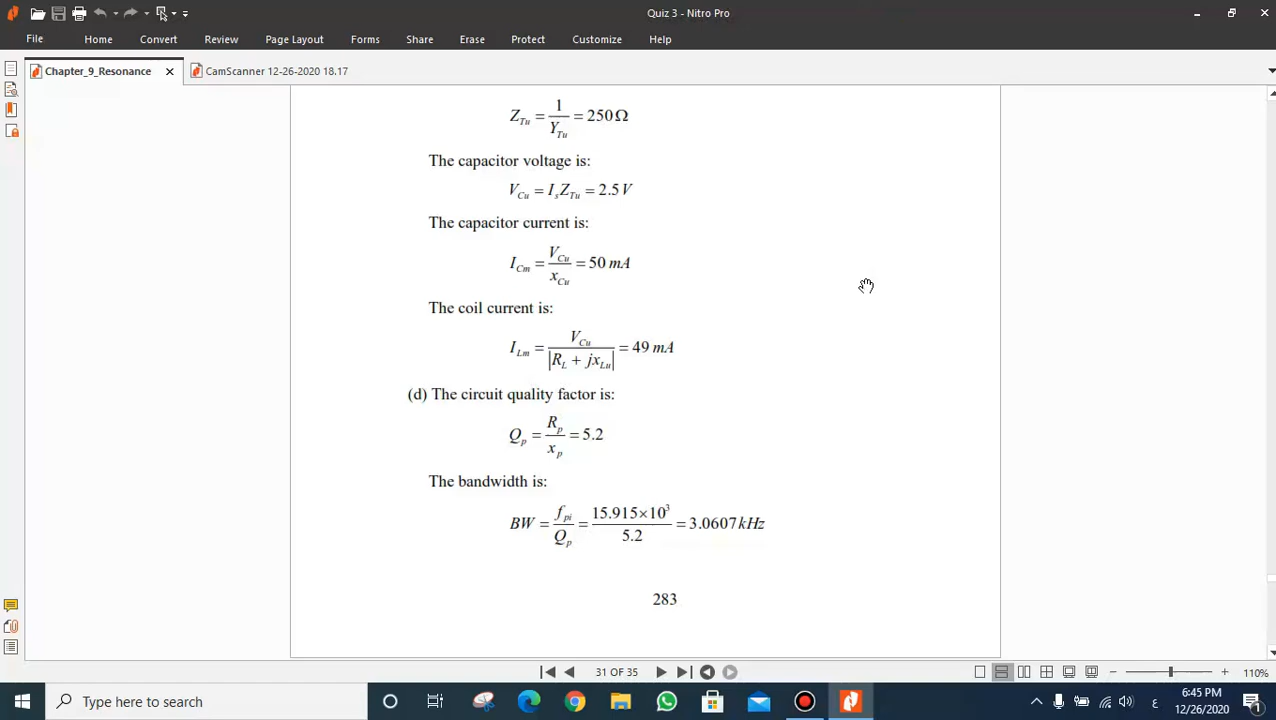 Quiz 3 - Nitro Pro
File Home Convert Review Page Layout Forms Share Erase Protect Customize Help
Chapter_9_Resonance × CamScanner 12-26-2020 18.17
Z_Tu = 1 / Y_Tu = 250 Ω
The capacitor voltage is:
V_Cu = I_s Z_Tu = 2.5 V
The capacitor current is:
I_Cm = V_Cu / x_Cu = 50 mA
The coil current is:
I_Lm = V_Cu / |R_L + jx_Lu| = 49 mA
(d) The circuit quality factor is:
Q_p = R_p / x_p = 5.2
The bandwidth is:
BW = f_pi / Q_p = 15.915×10³ / 5.2 = 3.0607 kHz
283
31 OF 35
110%
Type here to search
ع
6:45 PM
12/26/2020
1